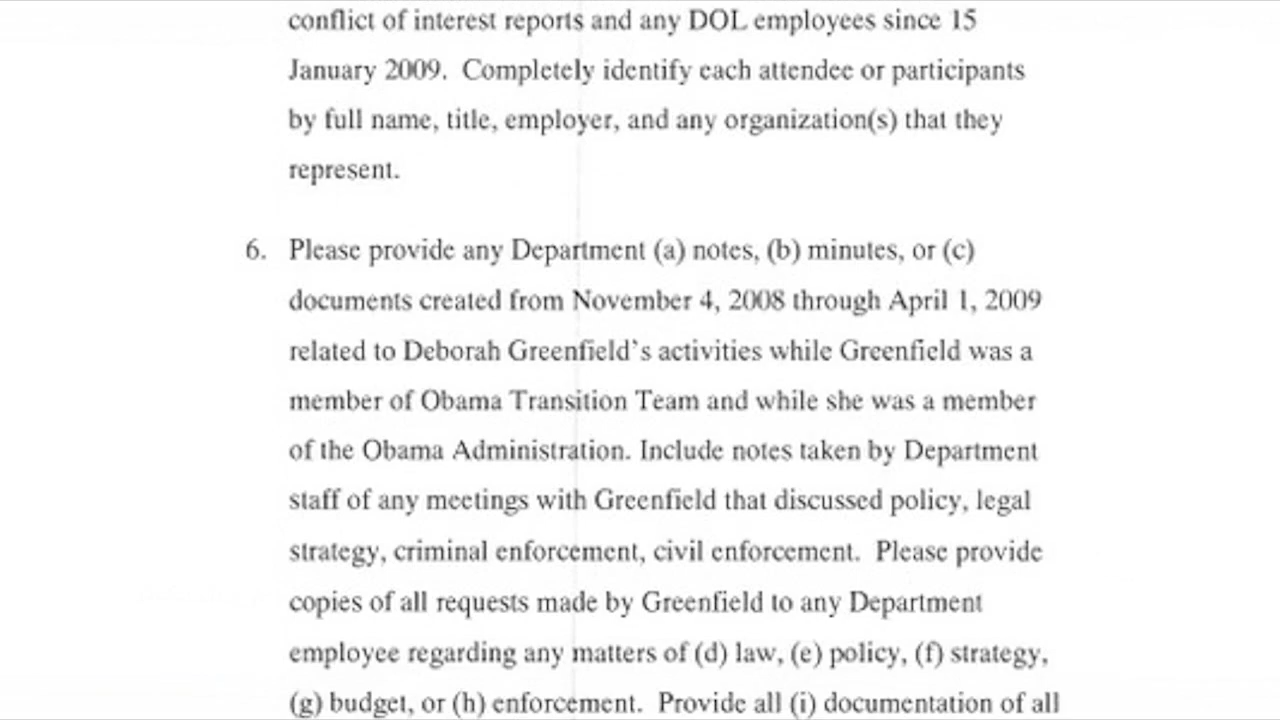 conflict of interest reports and any DOL employees since 15
January 2009.  Completely identify each attendee or participants
by full name, title, employer, and any organization(s) that they
represent.
6.  Please provide any Department (a) notes, (b) minutes, or (c)
documents created from November 4, 2008 through April 1, 2009
related to Deborah Greenfield's activities while Greenfield was a
member of Obama Transition Team and while she was a member
of the Obama Administration. Include notes taken by Department
staff of any meetings with Greenfield that discussed policy, legal
strategy, criminal enforcement, civil enforcement.  Please provide
copies of all requests made by Greenfield to any Department
employee regarding any matters of (d) law, (e) policy, (f) strategy,
(g) budget, or (h) enforcement.  Provide all (i) documentation of all